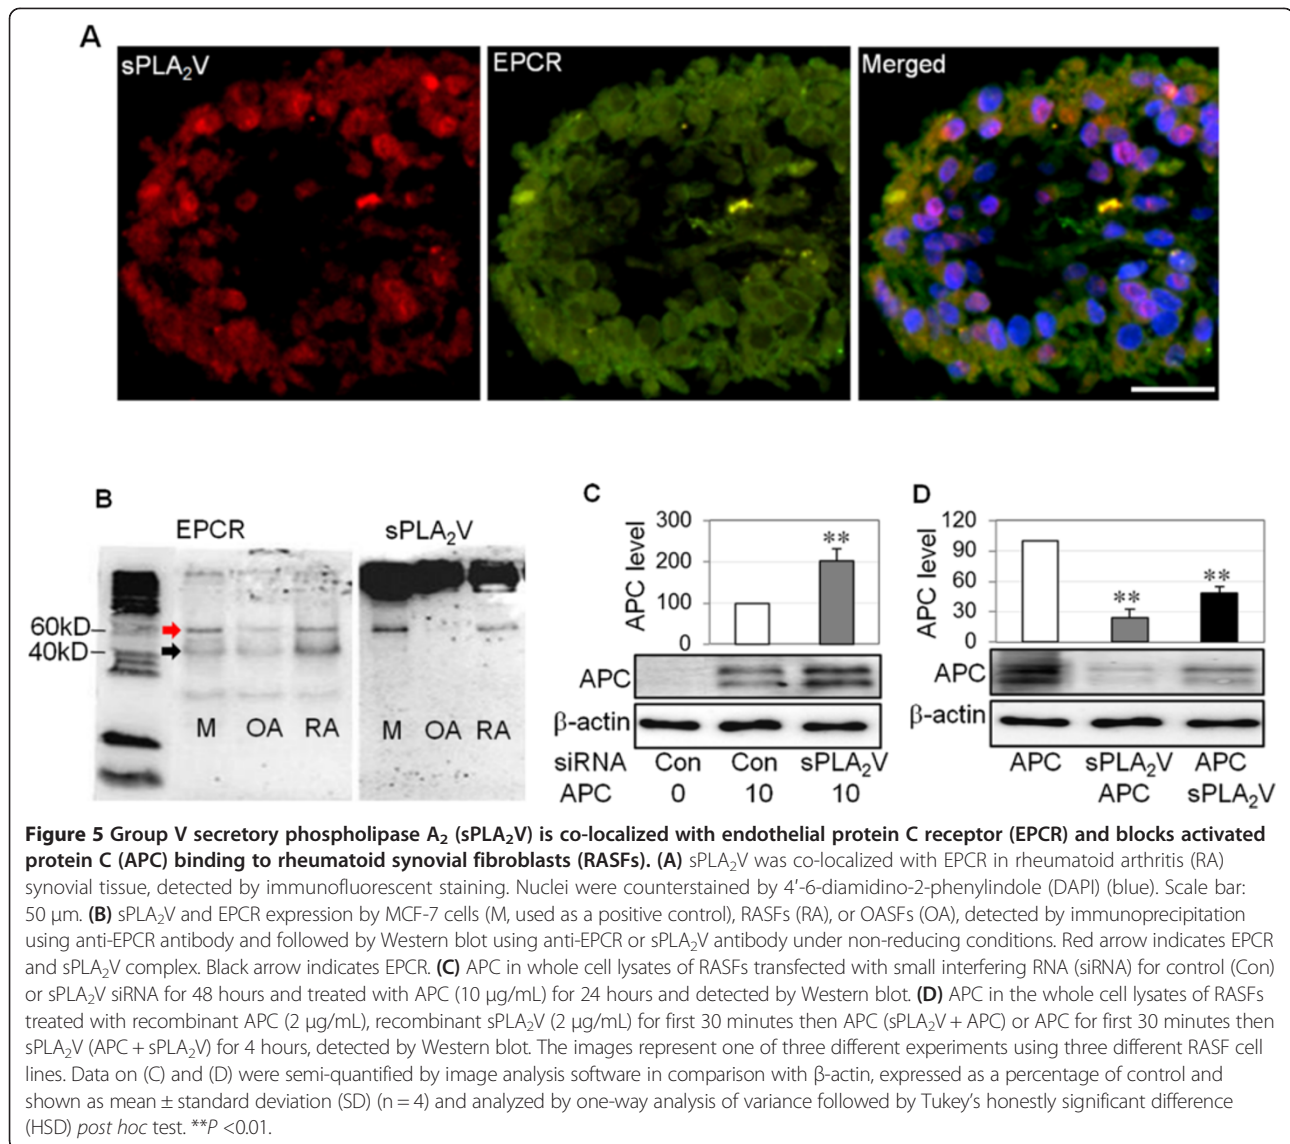 A
sPLA₂V
EPCR
Merged
B
EPCR
sPLA₂V
60kD
40kD
M OA RA
M OA RA
C
300
200
100
0
APC level
**
APC
β-actin
siRNA Con Con sPLA₂V
APC 0 10 10
D
120
90
60
30
0
APC level
**
**
APC
β-actin
APC sPLA₂V APC
APC sPLA₂V
Figure 5 Group V secretory phospholipase A₂ (sPLA₂V) is co-localized with endothelial protein C receptor (EPCR) and blocks activated
protein C (APC) binding to rheumatoid synovial fibroblasts (RASFs). (A) sPLA₂V was co-localized with EPCR in rheumatoid arthritis (RA)
synovial tissue, detected by immunofluorescent staining. Nuclei were counterstained by 4′-6-diamidino-2-phenylindole (DAPI) (blue). Scale bar:
50 μm. (B) sPLA₂V and EPCR expression by MCF-7 cells (M, used as a positive control), RASFs (RA), or OASFs (OA), detected by immunoprecipitation
using anti-EPCR antibody and followed by Western blot using anti-EPCR or sPLA₂V antibody under non-reducing conditions. Red arrow indicates EPCR
and sPLA₂V complex. Black arrow indicates EPCR. (C) APC in whole cell lysates of RASFs transfected with small interfering RNA (siRNA) for control (Con)
or sPLA₂V siRNA for 48 hours and treated with APC (10 μg/mL) for 24 hours and detected by Western blot. (D) APC in the whole cell lysates of RASFs
treated with recombinant APC (2 μg/mL), recombinant sPLA₂V (2 μg/mL) for first 30 minutes then APC (sPLA₂V + APC) or APC for first 30 minutes then
sPLA₂V (APC + sPLA₂V) for 4 hours, detected by Western blot. The images represent one of three different experiments using three different RASF cell
lines. Data on (C) and (D) were semi-quantified by image analysis software in comparison with β-actin, expressed as a percentage of control and
shown as mean ± standard deviation (SD) (n = 4) and analyzed by one-way analysis of variance followed by Tukey’s honestly significant difference
(HSD) post hoc test. **P <0.01.